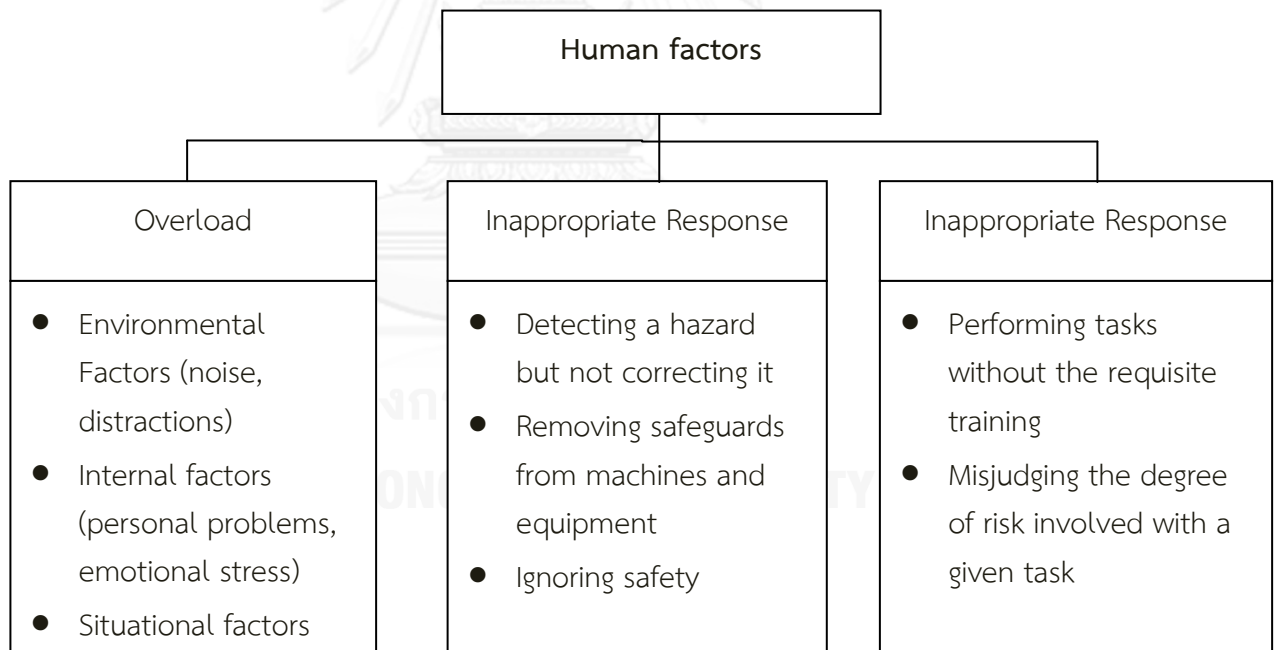 Human factors
Overload
Environmental
Factors (noise,
distractions)
Internal factors
(personal problems,
emotional stress)
Situational factors
Inappropriate Response
Detecting a hazard
but not correcting it
Removing safeguards
from machines and
equipment
Ignoring safety
Inappropriate Response
Performing tasks
without the requisite
training
Misjudging the degree
of risk involved with a
given task